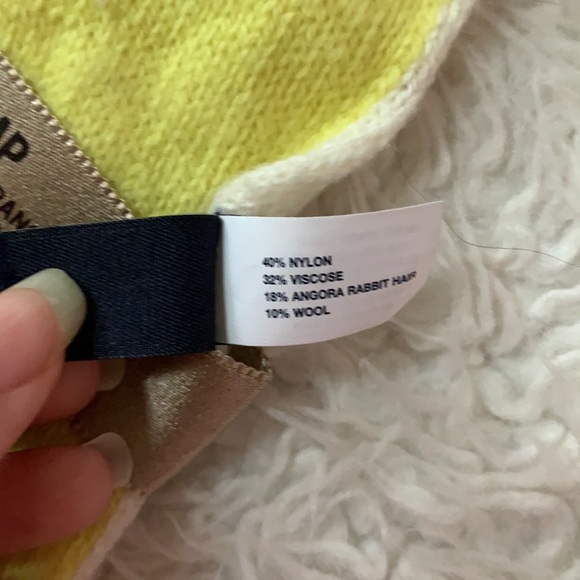 40% NYLON
32% VISCOSE
18% ANGORA RABBIT HAIR
10% WOOL